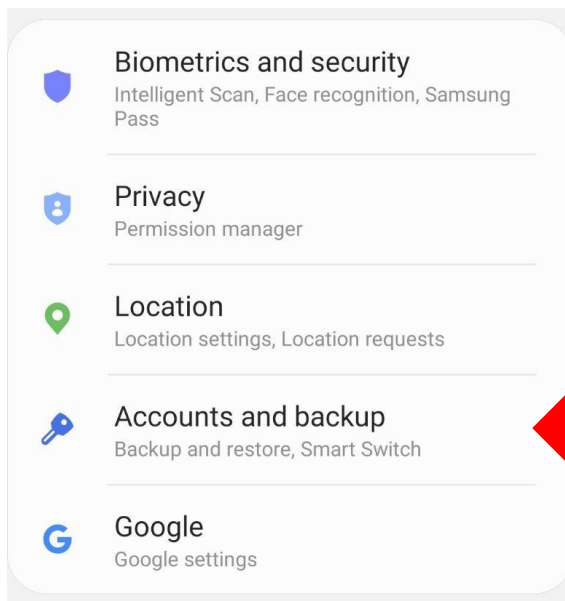 Biometrics and security
Intelligent Scan, Face recognition, Samsung
Pass
Privacy
Permission manager
Location
Location settings, Location requests
Accounts and backup
Backup and restore, Smart Switch
Google
Google settings